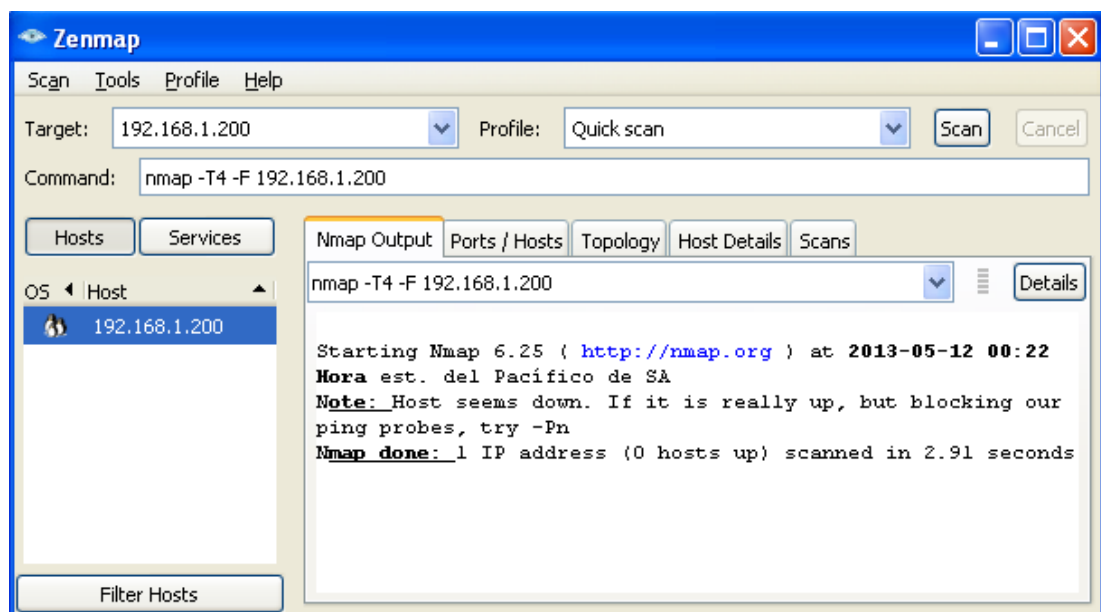 Zenmap
Scan Tools Profile Help
Target: 192.168.1.200 Profile: Quick scan Scan Cancel
Command: nmap -T4 -F 192.168.1.200
Hosts Services
Nmap Output Ports / Hosts Topology Host Details Scans
OS Host
nmap -T4 -F 192.168.1.200 Details
192.168.1.200
Starting Nmap 6.25 ( http://nmap.org ) at 2013-05-12 00:22
Hora est. del Pacífico de SA
Note: Host seems down. If it is really up, but blocking our
ping probes, try -Pn
Nmap done: 1 IP address (0 hosts up) scanned in 2.91 seconds
Filter Hosts